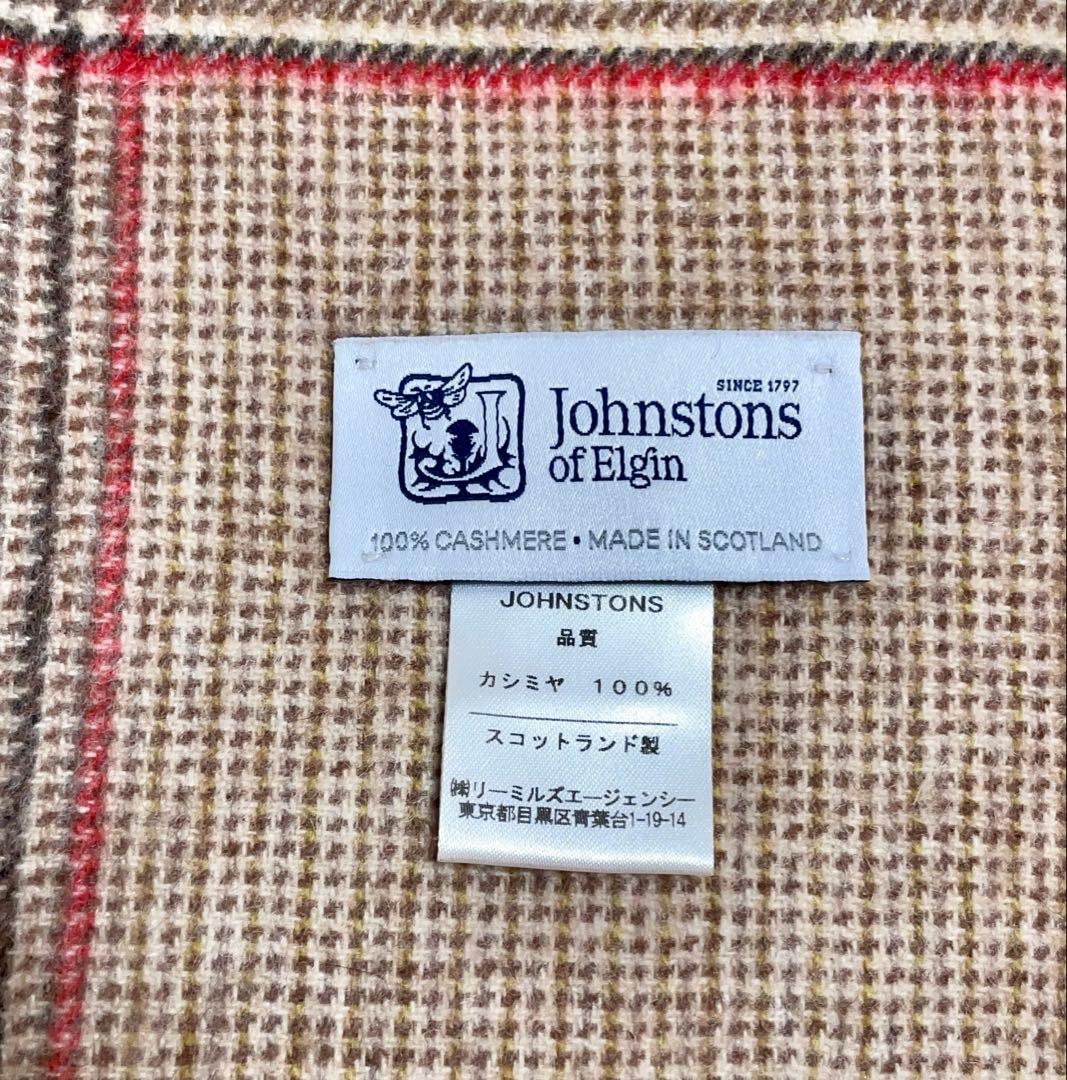 SINCE 1797
Johnstons
of Elgin
100% CASHMERE • MADE IN SCOTLAND
JOHNSTONS
品質
カシミヤ 100%
スコットランド製
㈱リーミルズエージェンシー
東京都目黒区青葉台1-19-14